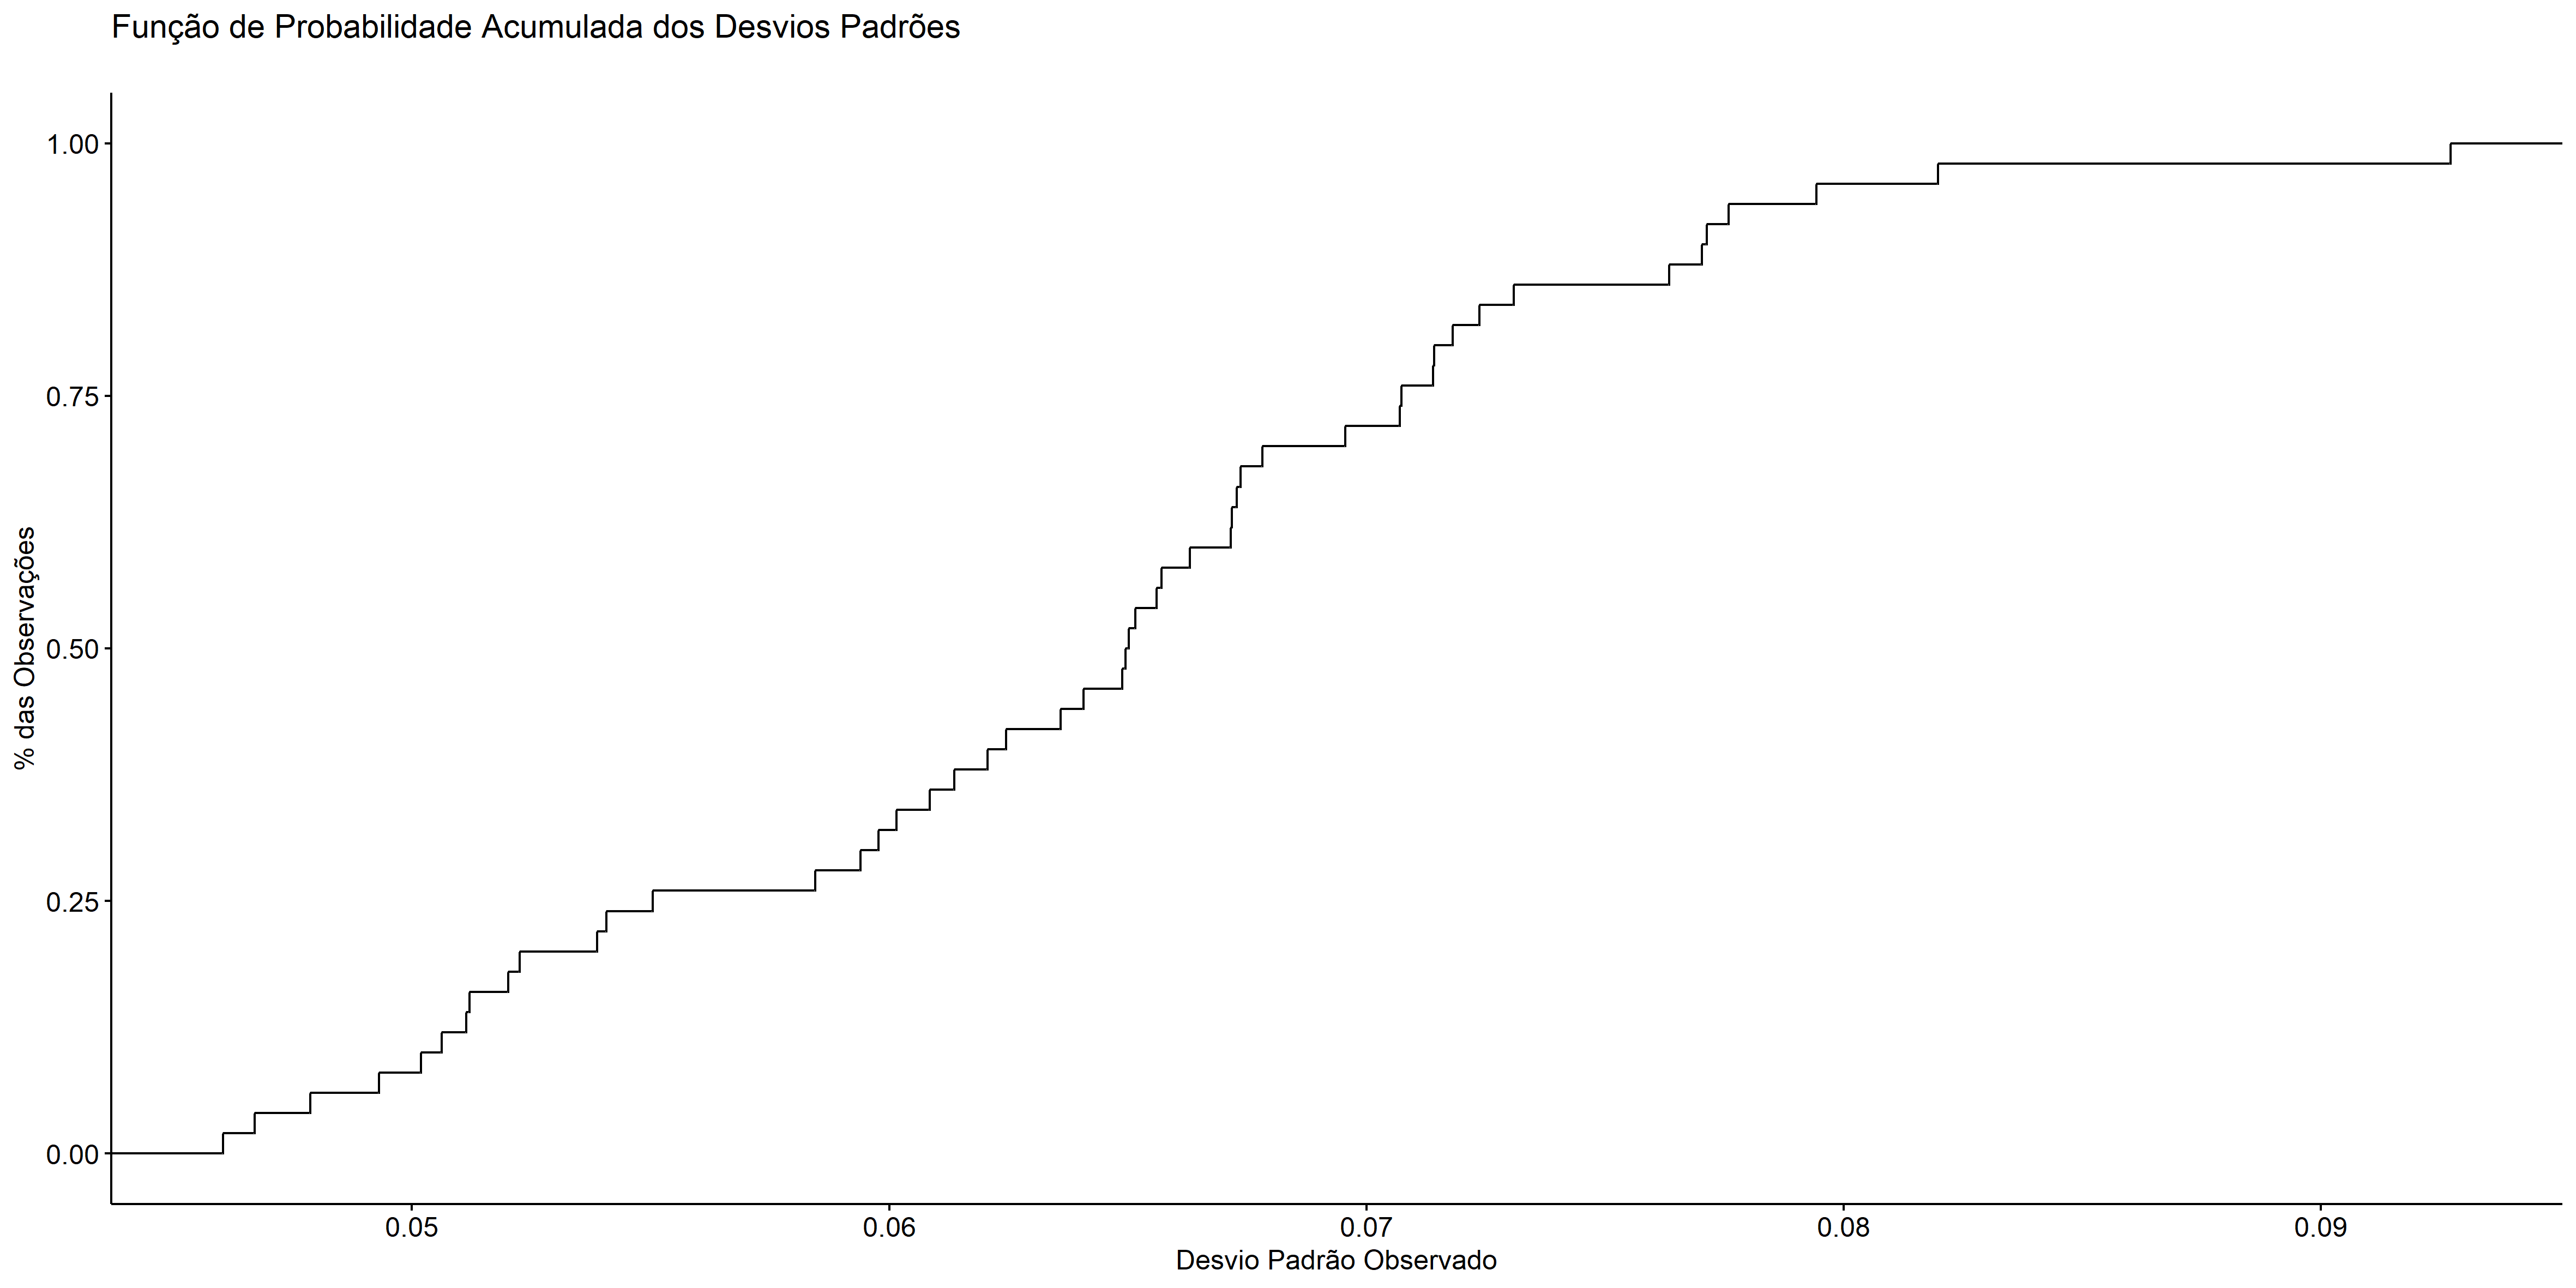 Função de Probabilidade Acumulada dos Desvios Padrões
1.00
0.75
0.50
0.25
0.00
% das Observações
0.05 0.06 0.07 0.08 0.09
Desvio Padrão Observado